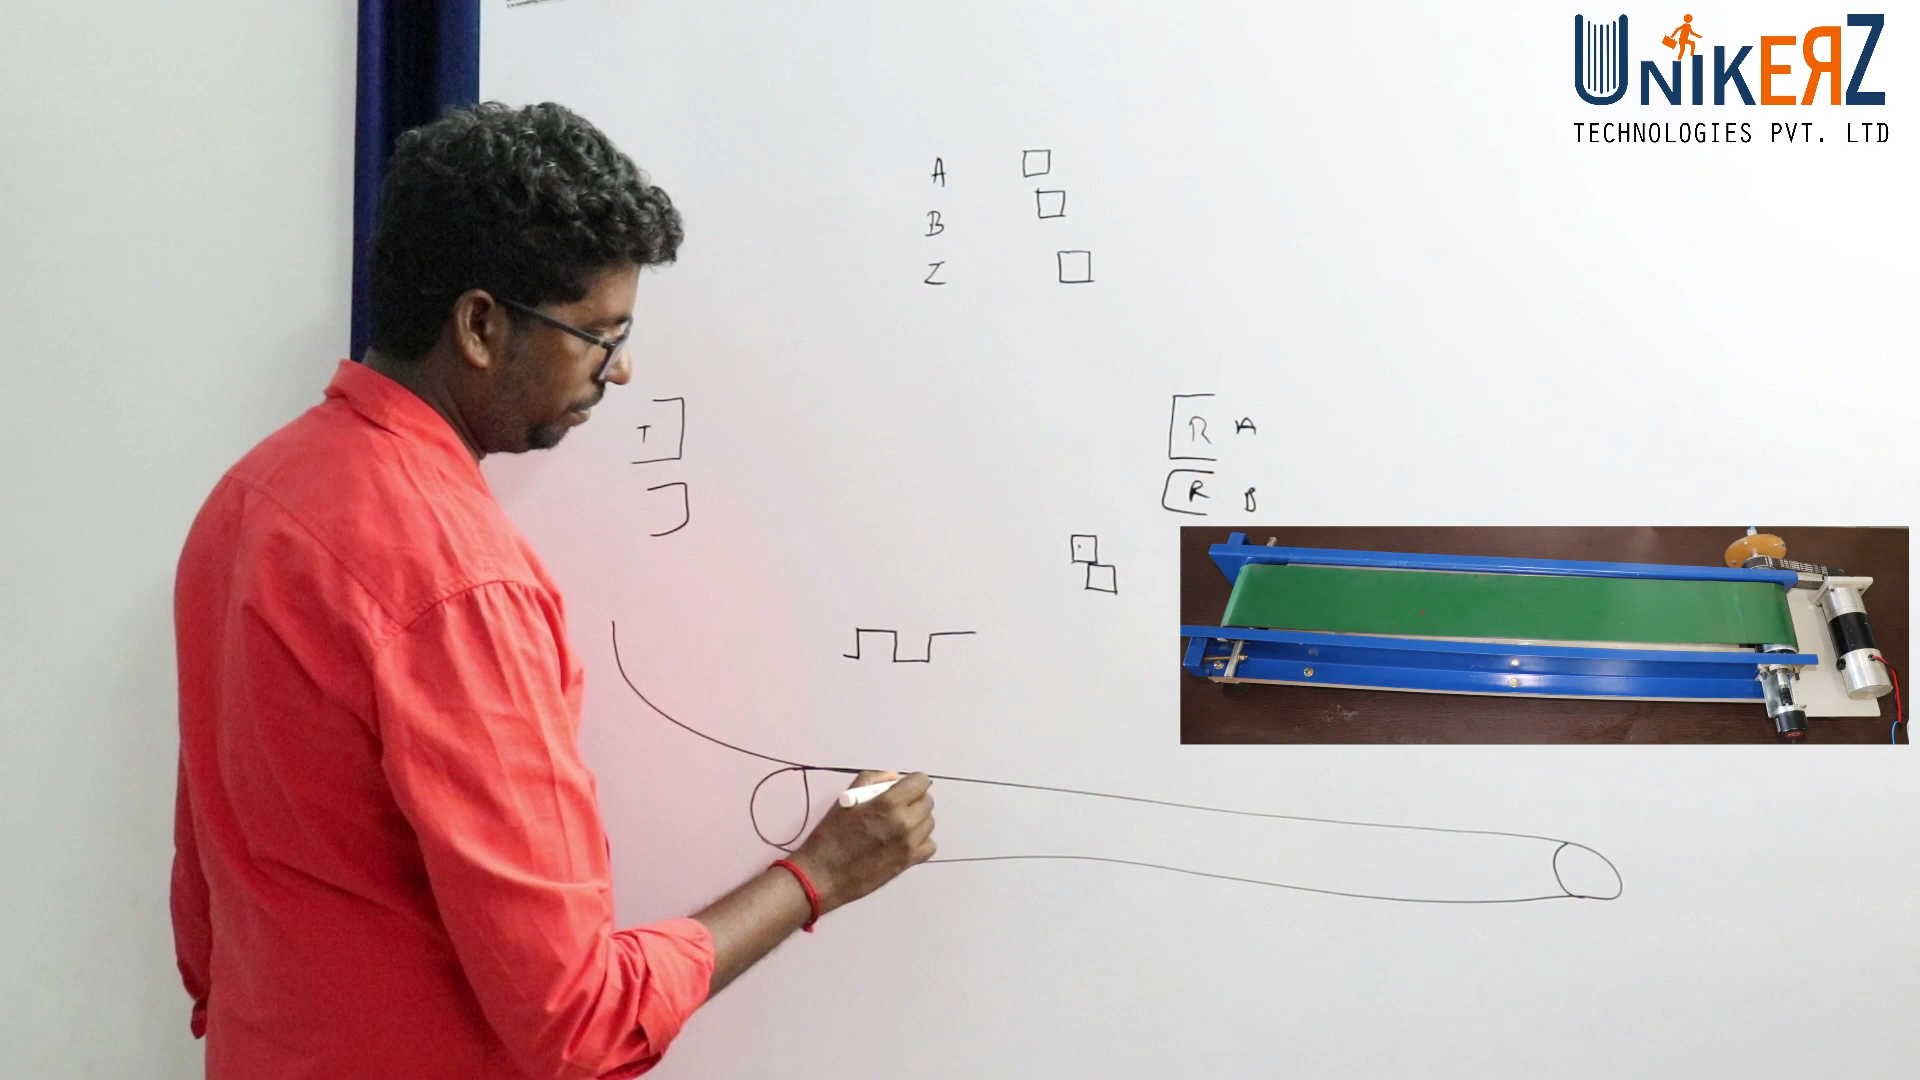 UNIKERZ
TECHNOLOGIES PVT. LTD
A
B
Z
T
R A
R B